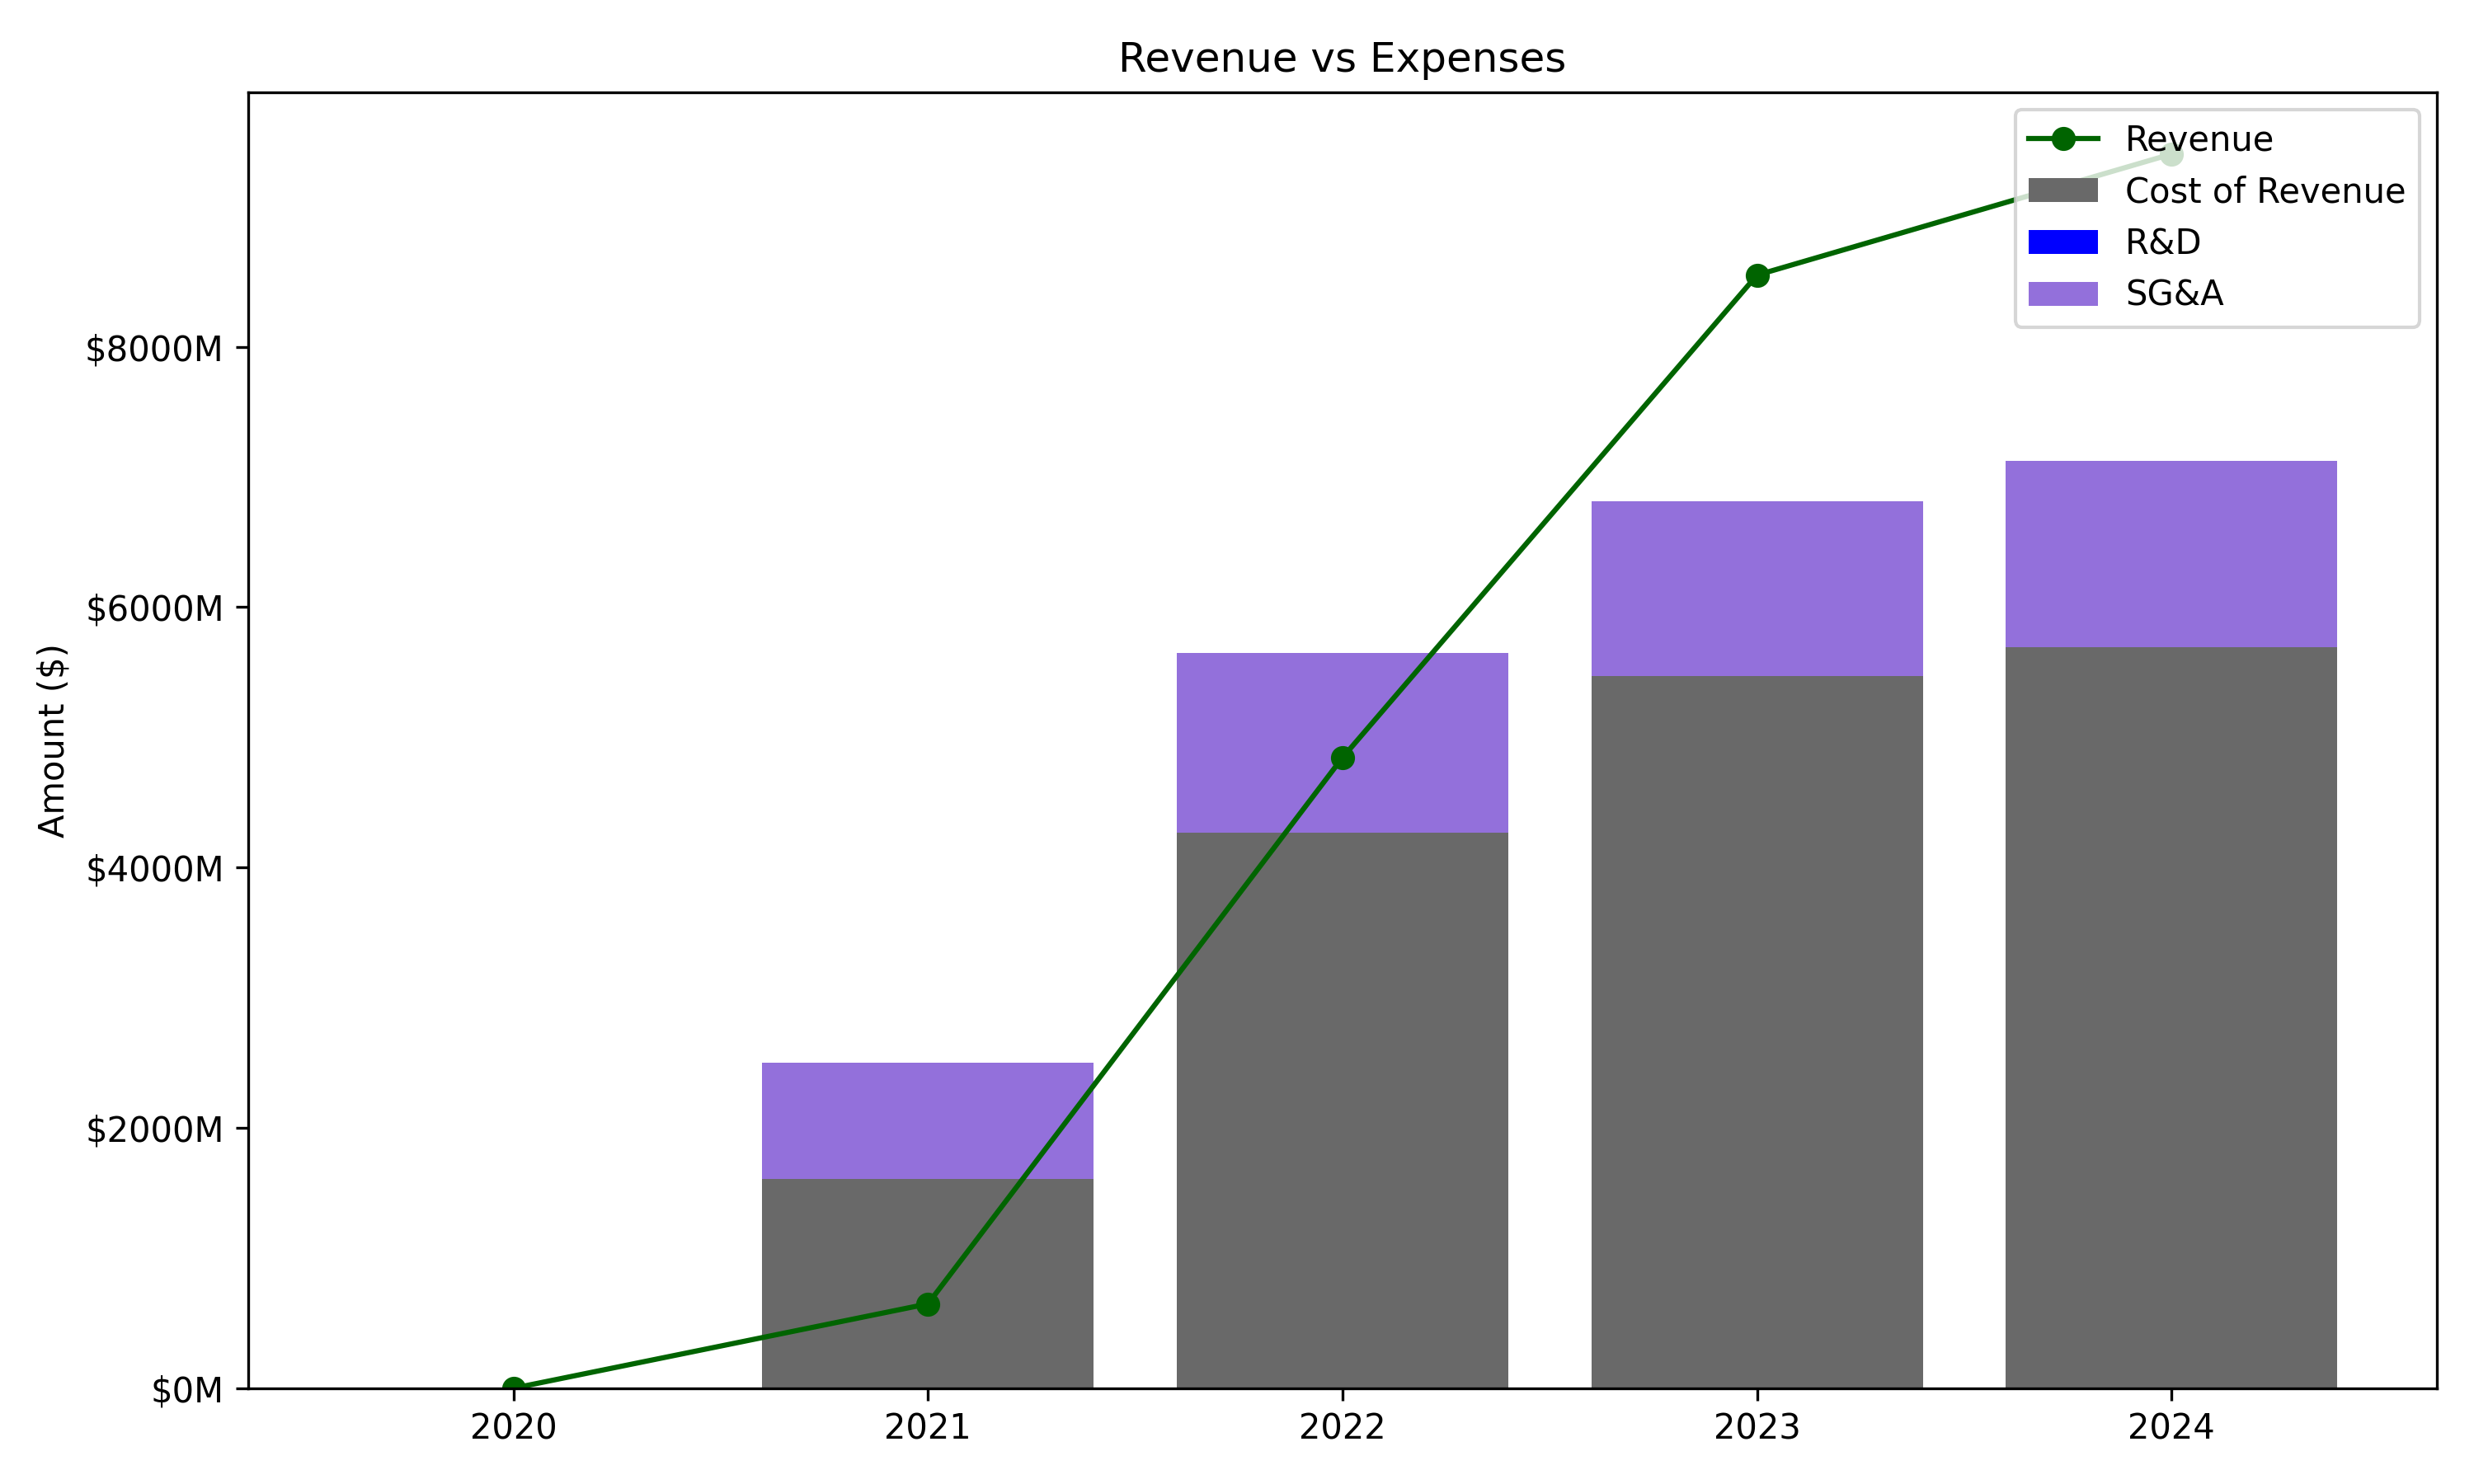 Revenue vs Expenses
Revenue
Cost of Revenue
R&D
SG&A
$8000M
$6000M
$4000M
$2000M
$0M
Amount ($)
2020
2021
2022
2023
2024